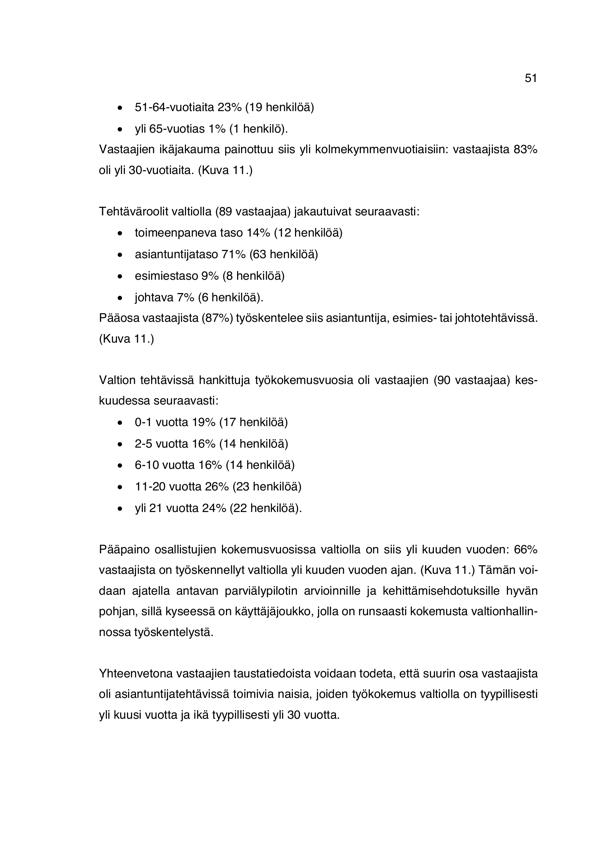 51
• 51-64-vuotiaita 23% (19 henkilöä)
• yli 65-vuotias 1% (1 henkilö).
Vastaajien ikäjakauma painottuu siis yli kolmekymmenvuotiaisiin: vastaajista 83%
oli yli 30-vuotiaita. (Kuva 11.)
Tehtäväroolit valtiolla (89 vastaajaa) jakautuivat seuraavasti:
• toimeenpaneva taso 14% (12 henkilöä)
• asiantuntijataso 71% (63 henkilöä)
• esimiestaso 9% (8 henkilöä)
• johtava 7% (6 henkilöä).
Pääosa vastaajista (87%) työskentelee siis asiantuntija, esimies- tai johtotehtävissä.
(Kuva 11.)
Valtion tehtävissä hankittuja työkokemusvuosia oli vastaajien (90 vastaajaa) kes-
kuudessa seuraavasti:
• 0-1 vuotta 19% (17 henkilöä)
• 2-5 vuotta 16% (14 henkilöä)
• 6-10 vuotta 16% (14 henkilöä)
• 11-20 vuotta 26% (23 henkilöä)
• yli 21 vuotta 24% (22 henkilöä).
Pääpaino osallistujien kokemusvuosissa valtiolla on siis yli kuuden vuoden: 66%
vastaajista on työskennellyt valtiolla yli kuuden vuoden ajan. (Kuva 11.) Tämän voi-
daan ajatella antavan parviälypilotin arvioinnille ja kehittämisehdotuksille hyvän
pohjan, sillä kyseessä on käyttäjäjoukko, jolla on runsaasti kokemusta valtionhallin-
nossa työskentelystä.
Yhteenvetona vastaajien taustatiedoista voidaan todeta, että suurin osa vastaajista
oli asiantuntijatehtävissä toimivia naisia, joiden työkokemus valtiolla on tyypillisesti
yli kuusi vuotta ja ikä tyypillisesti yli 30 vuotta.